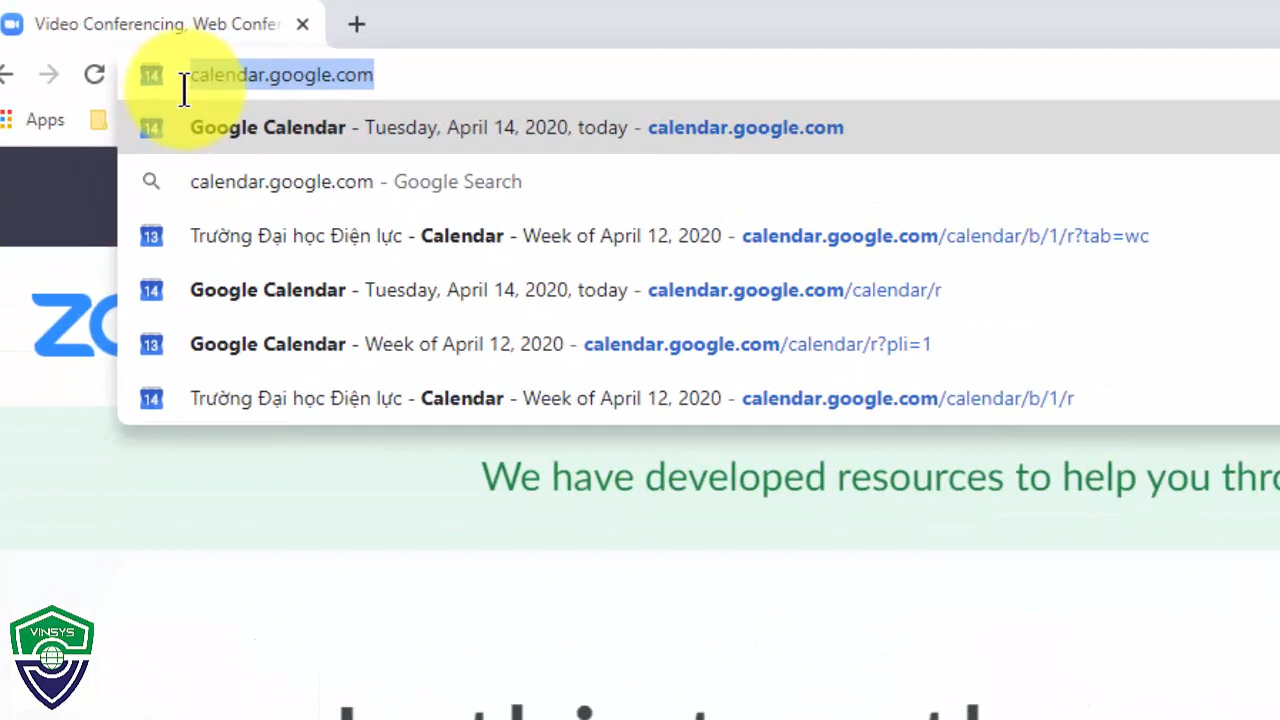 Video Conferencing, Web Confer
14 calendar.google.com
Apps
14 Google Calendar - Tuesday, April 14, 2020, today - calendar.google.com
calendar.google.com - Google Search
13 Trường Đại học Điện lực - Calendar - Week of April 12, 2020 - calendar.google.com/calendar/b/1/r?tab=wc
14 Google Calendar - Tuesday, April 14, 2020, today - calendar.google.com/calendar/r
13 Google Calendar - Week of April 12, 2020 - calendar.google.com/calendar/r?pli=1
14 Trường Đại học Điện lực - Calendar - Week of April 12, 2020 - calendar.google.com/calendar/b/1/r
We have developed resources to help you thro
VINSYS